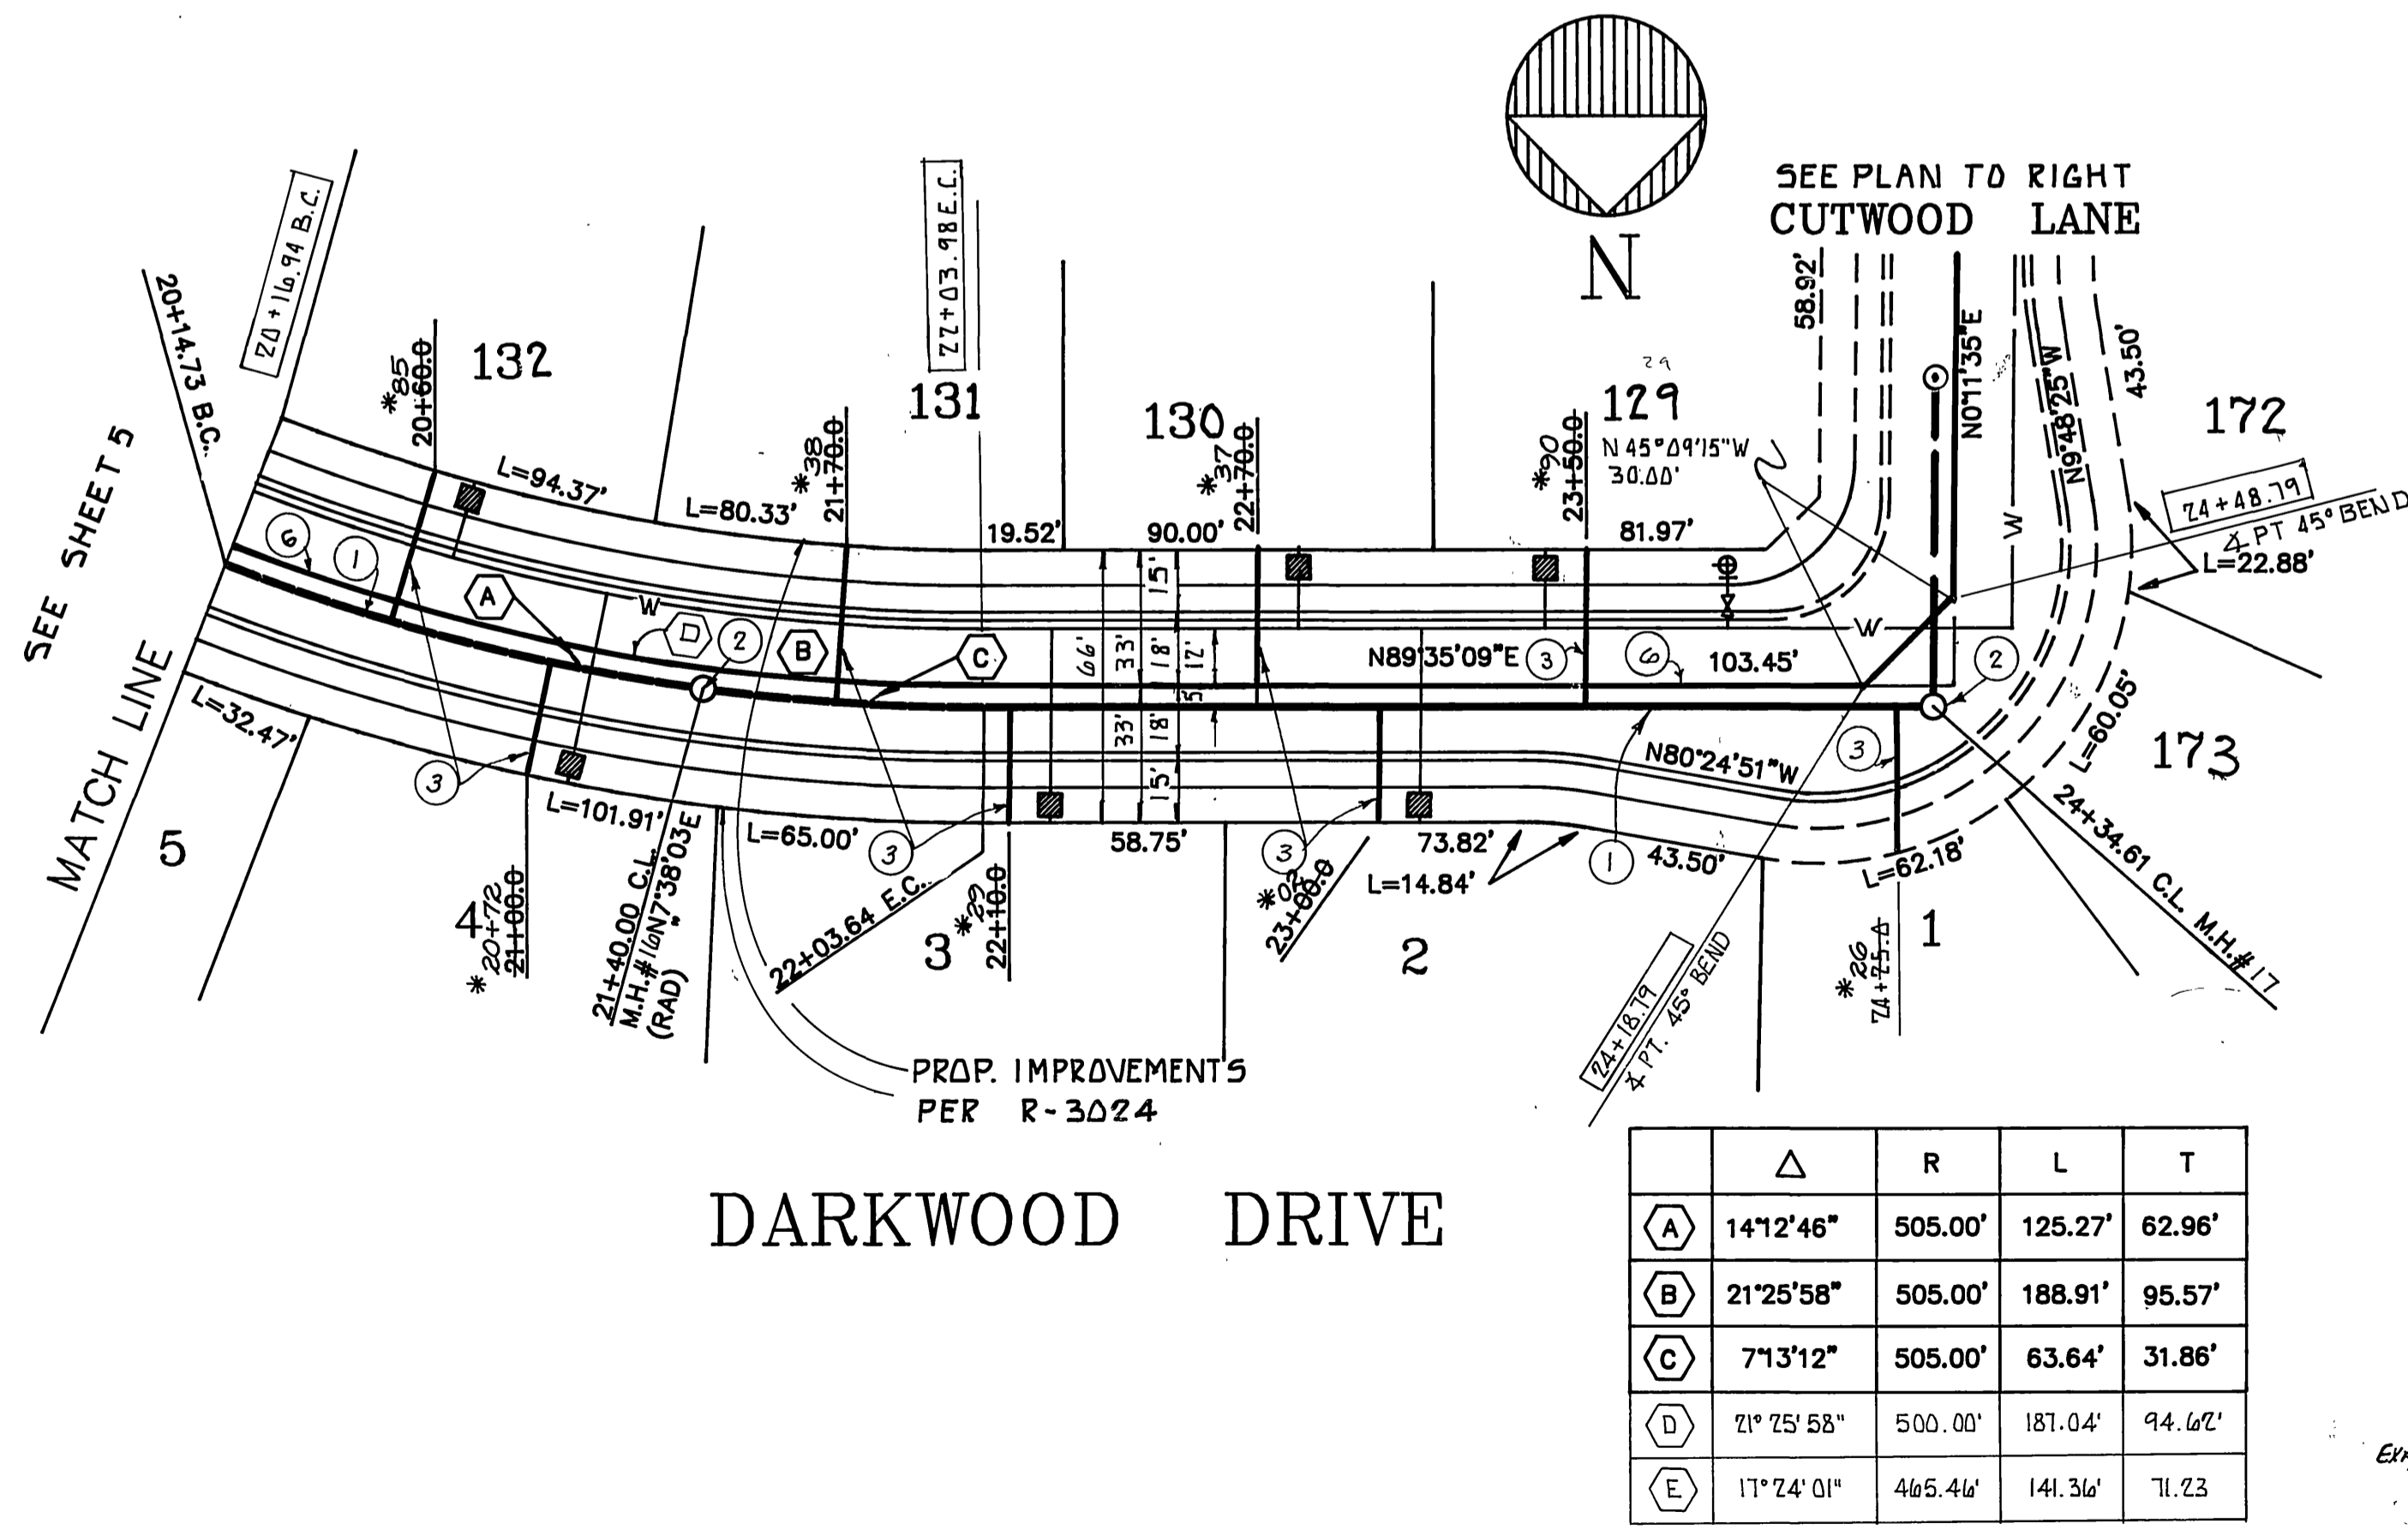 N
SEE PLAN TO RIGHT
CUTWOOD LANE
SEE SHEET 5
MATCH LINE
20+14.73 B.C.
20+16.94 B.C.
*85
20+60.0
132
L=94.37'
L=80.33'
*38
21+70.0
22+03.98 E.C.
131
19.52'
130
90.00'
*37
22+70.0
*90
23+50.0
29
129
N 45°09'15"W
30.00'
81.97'
58.92'
N0°11'35"E
N9°48'25"W
43.50'
172
24+48.79
∡ PT 45° BEND
L=22.88'
W
6
1
A
W
D
2
B
C
66'
33'
15'
18'
12'
5'
33'
18'
15'
N89°35'09"E
3
6
103.45'
W
2
L=60.05'
173
L=32.47'
5
3
L=101.91'
4
*20+72
21+00.0
21+40.00 C.L.
M.H.#16 N7°38'03"E
(RAD)
L=65.00'
3
22+03.64 E.C.
3
*29
22+10.0
58.75'
3
*02
23+00.0
73.82'
L=14.84'
2
N80°24'51"W
3
1
43.50'
L=62.18'
24+34.61 C.L. M.H.#17
1
*26
24+25.0
24+18.79
∡ PT. 45° BEND
PROP. IMPROVEMENTS
PER R-3024
DARKWOOD DRIVE
△ R L T
A 14°12'46" 505.00' 125.27' 62.96'
B 21°25'58" 505.00' 188.91' 95.57'
C 7°13'12" 505.00' 63.64' 31.86'
D 21°25'58" 500.00' 187.04' 94.62'
E 17°24'01" 465.46' 141.36' 71.23